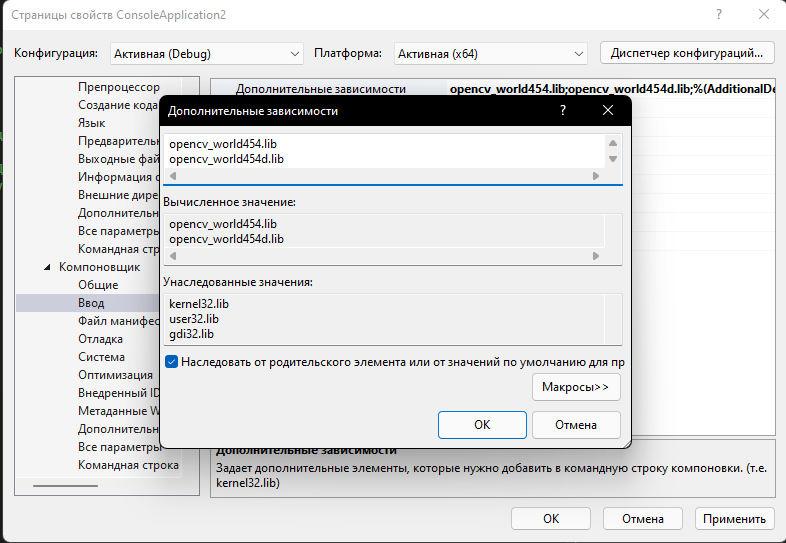 Страницы свойств ConsoleApplication2
Конфигурация: Активная (Debug) Платформа: Активная (x64) Диспетчер конфигураций...
Препроцессор
Создание кода
Язык
Предварительн
Выходные фай
Информация с
Внешние дире
Дополнительн
Все параметры
Командная стр
Компоновщик
Общие
Ввод
Файл манифес
Отладка
Система
Оптимизация
Внедренный ID
Метаданные W
Дополнительн
Все параметры
Командная строка
Дополнительные зависимости opencv_world454.lib;opencv_world454d.lib;%(AdditionalDe
Дополнительные зависимости
opencv_world454.lib
opencv_world454d.lib
Вычисленное значение:
opencv_world454.lib
opencv_world454d.lib
Унаследованные значения:
kernel32.lib
user32.lib
gdi32.lib
Наследовать от родительского элемента или от значений по умолчанию для пр
Макросы>>
ОК Отмена
Дополнительные зависимости
Задает дополнительные элементы, которые нужно добавить в командную строку компоновки. (т.е.
kernel32.lib)
ОК Отмена Применить